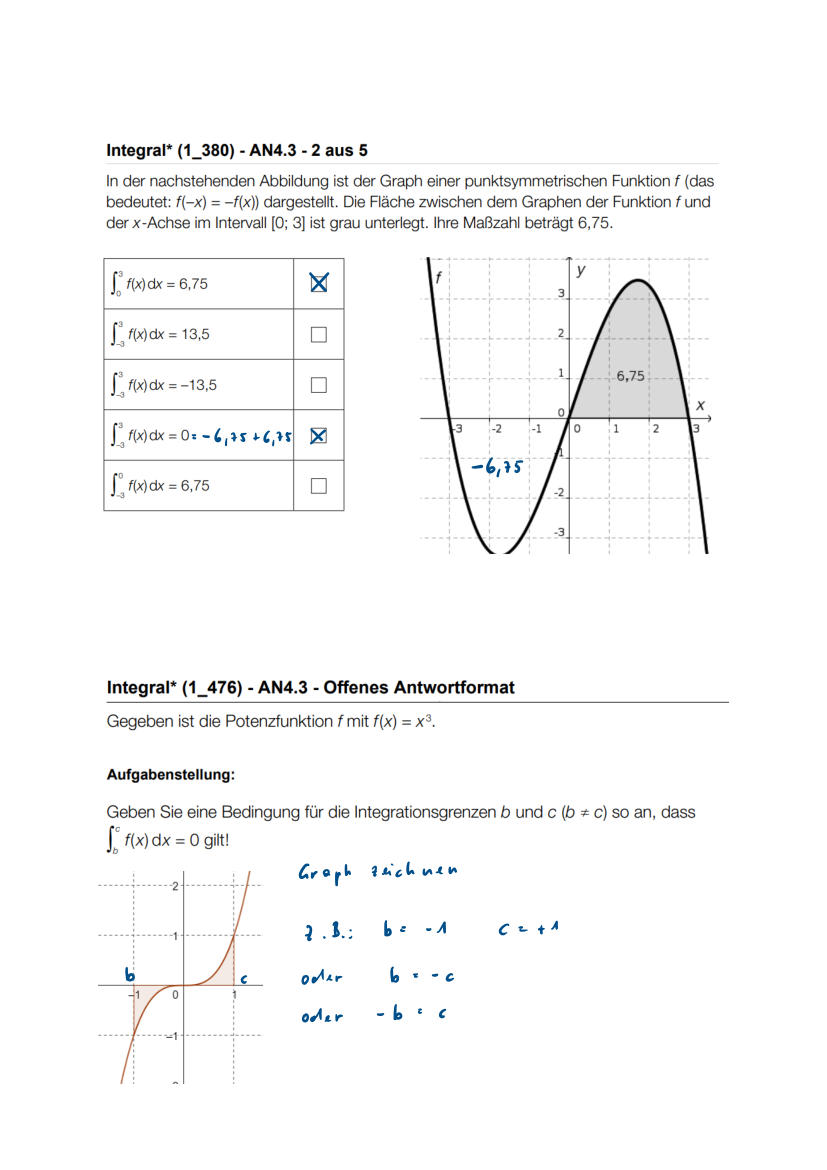 Integral* (1_380) - AN4.3 - 2 aus 5
In der nachstehenden Abbildung ist der Graph einer punktsymmetrischen Funktion f (das
bedeutet: f(–x) = –f(x)) dargestellt. Die Fläche zwischen dem Graphen der Funktion f und
der x-Achse im Intervall [0; 3] ist grau unterlegt. Ihre Maßzahl beträgt 6,75.
∫₀³ f(x) dx = 6,75
∫₋₃³ f(x) dx = 13,5
∫₋₃³ f(x) dx = –13,5
∫₋₃³ f(x) dx = 0 = -6,75 + 6,75
∫₋₃⁰ f(x) dx = 6,75
f
y
3
2
1
6,75
x
0
-3 -2 -1 0 1 2 3
-1
-6,75
-2
-3
Integral* (1_476) - AN4.3 - Offenes Antwortformat
Gegeben ist die Potenzfunktion f mit f(x) = x³.
Aufgabenstellung:
Geben Sie eine Bedingung für die Integrationsgrenzen b und c (b ≠ c) so an, dass
∫_b^c f(x) dx = 0 gilt!
Graph zeichnen
2
1
z.B.: b = -1 c = +1
b c
oder b = -c
-1 0 1
oder -b = c
-1